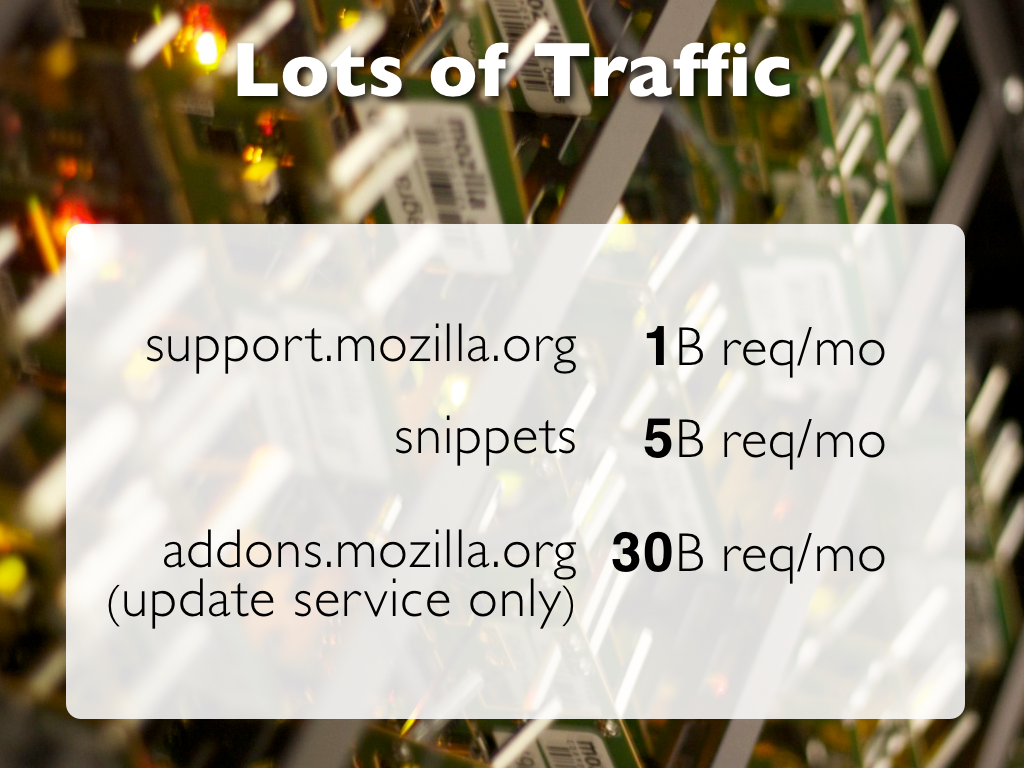 Lots of Traffic
support.mozilla.org 1B req/mo
snippets 5B req/mo
addons.mozilla.org 30B req/mo
(update service only)